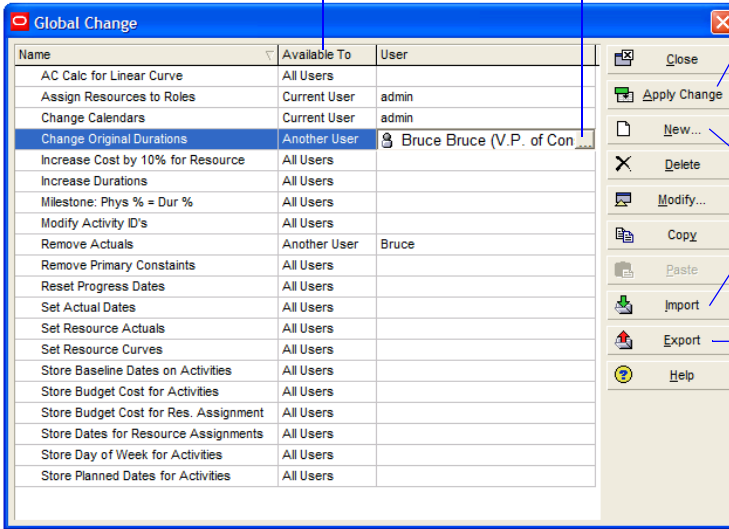 Global Change
Name Available To User
AC Calc for Linear Curve All Users
Assign Resources to Roles Current User admin
Change Calendars Current User admin
Change Original Durations Another User Bruce Bruce (V.P. of Con ...
Increase Cost by 10% for Resource All Users
Increase Durations All Users
Milestone: Phys % = Dur % All Users
Modify Activity ID's All Users
Remove Actuals Another User Bruce
Remove Primary Constaints All Users
Reset Progress Dates All Users
Set Actual Dates All Users
Set Resource Actuals All Users
Set Resource Curves All Users
Store Baseline Dates on Activities All Users
Store Budget Cost for Activities All Users
Store Budget Cost for Res. Assignment All Users
Store Dates for Resource Assignments All Users
Store Day of Week for Activities All Users
Store Planned Dates for Activities All Users
Close
Apply Change
New...
Delete
Modify...
Copy
Paste
Import
Export
Help